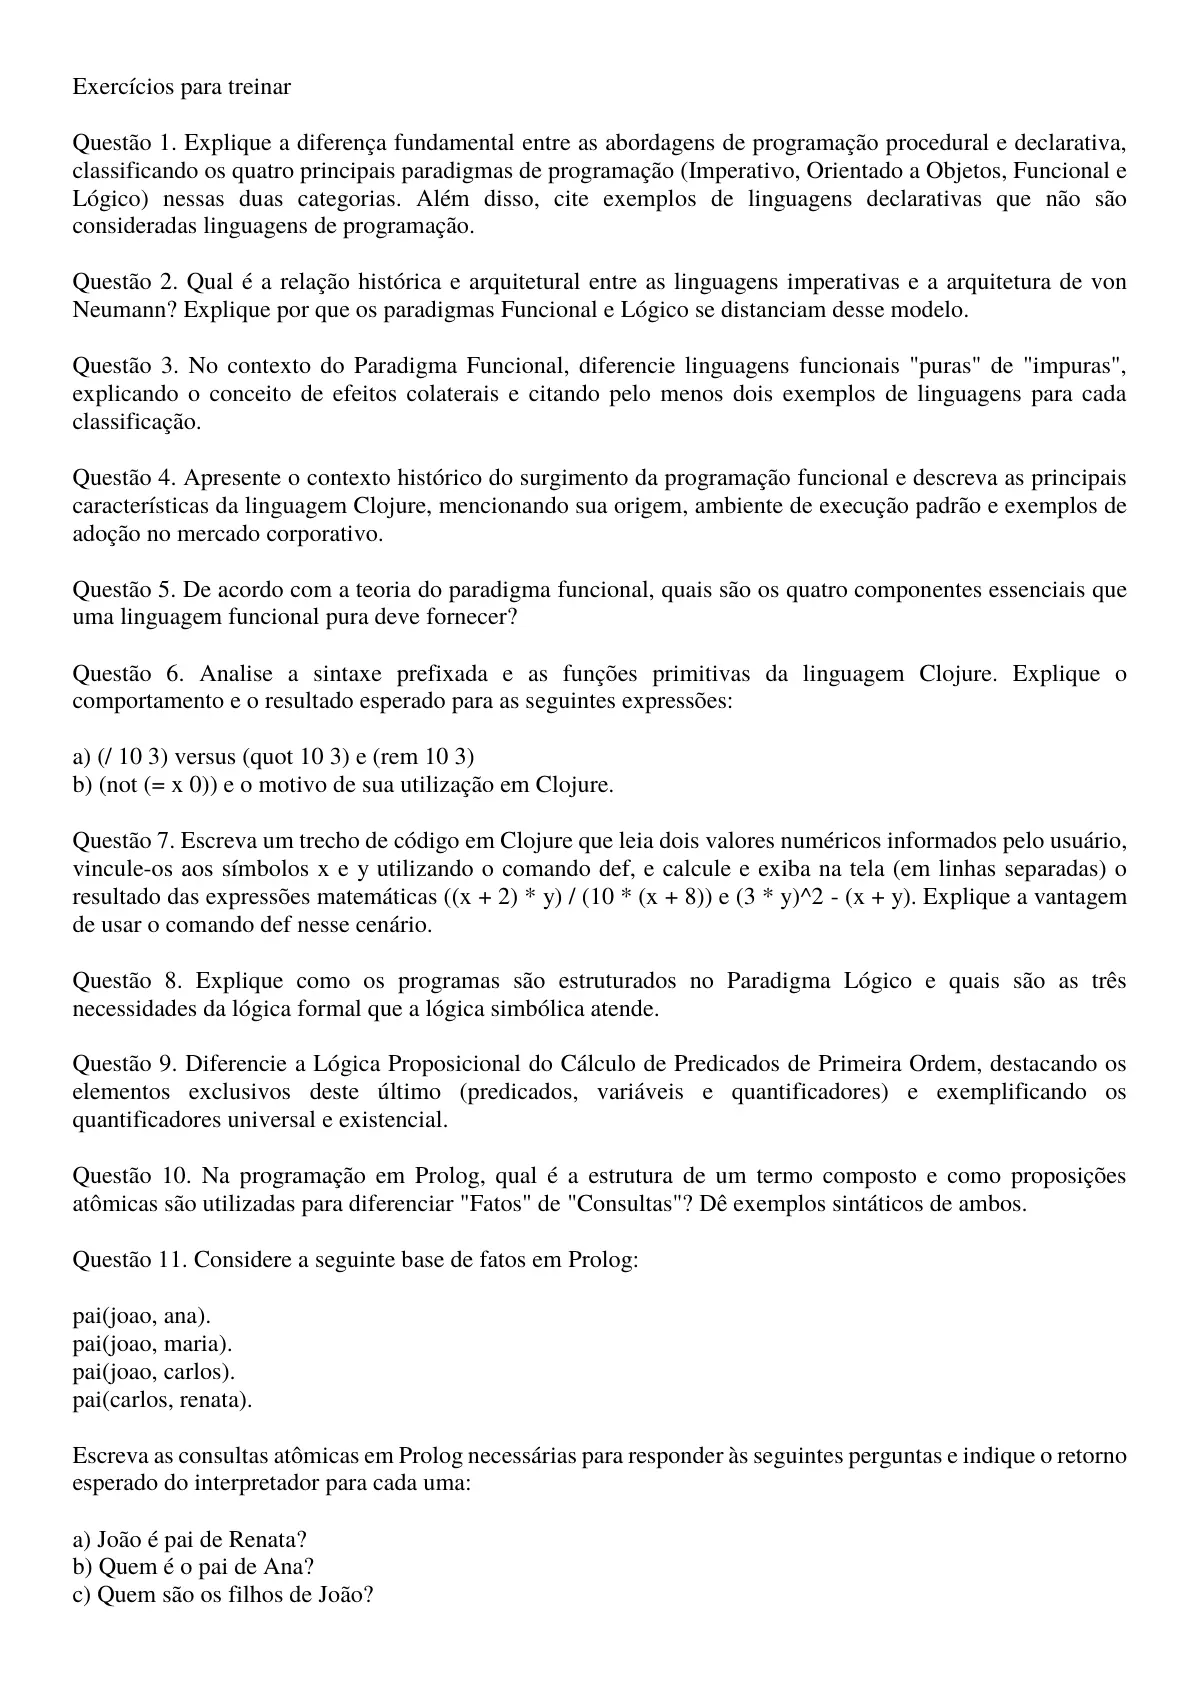 Exercícios para treinar
Questão 1. Explique a diferença fundamental entre as abordagens de programação procedural e declarativa,
classificando os quatro principais paradigmas de programação (Imperativo, Orientado a Objetos, Funcional e
Lógico) nessas duas categorias. Além disso, cite exemplos de linguagens declarativas que não são
consideradas linguagens de programação.
Questão 2. Qual é a relação histórica e arquitetural entre as linguagens imperativas e a arquitetura de von
Neumann? Explique por que os paradigmas Funcional e Lógico se distanciam desse modelo.
Questão 3. No contexto do Paradigma Funcional, diferencie linguagens funcionais "puras" de "impuras",
explicando o conceito de efeitos colaterais e citando pelo menos dois exemplos de linguagens para cada
classificação.
Questão 4. Apresente o contexto histórico do surgimento da programação funcional e descreva as principais
características da linguagem Clojure, mencionando sua origem, ambiente de execução padrão e exemplos de
adoção no mercado corporativo.
Questão 5. De acordo com a teoria do paradigma funcional, quais são os quatro componentes essenciais que
uma linguagem funcional pura deve fornecer?
Questão 6. Analise a sintaxe prefixada e as funções primitivas da linguagem Clojure. Explique o
comportamento e o resultado esperado para as seguintes expressões:
a) (/ 10 3) versus (quot 10 3) e (rem 10 3)
b) (not (= x 0)) e o motivo de sua utilização em Clojure.
Questão 7. Escreva um trecho de código em Clojure que leia dois valores numéricos informados pelo usuário,
vincule-os aos símbolos x e y utilizando o comando def, e calcule e exiba na tela (em linhas separadas) o
resultado das expressões matemáticas ((x + 2) * y) / (10 * (x + 8)) e (3 * y)^2 - (x + y). Explique a vantagem
de usar o comando def nesse cenário.
Questão 8. Explique como os programas são estruturados no Paradigma Lógico e quais são as três
necessidades da lógica formal que a lógica simbólica atende.
Questão 9. Diferencie a Lógica Proposicional do Cálculo de Predicados de Primeira Ordem, destacando os
elementos exclusivos deste último (predicados, variáveis e quantificadores) e exemplificando os
quantificadores universal e existencial.
Questão 10. Na programação em Prolog, qual é a estrutura de um termo composto e como proposições
atômicas são utilizadas para diferenciar "Fatos" de "Consultas"? Dê exemplos sintáticos de ambos.
Questão 11. Considere a seguinte base de fatos em Prolog:
pai(joao, ana).
pai(joao, maria).
pai(joao, carlos).
pai(carlos, renata).
Escreva as consultas atômicas em Prolog necessárias para responder às seguintes perguntas e indique o retorno
esperado do interpretador para cada uma:
a) João é pai de Renata?
b) Quem é o pai de Ana?
c) Quem são os filhos de João?